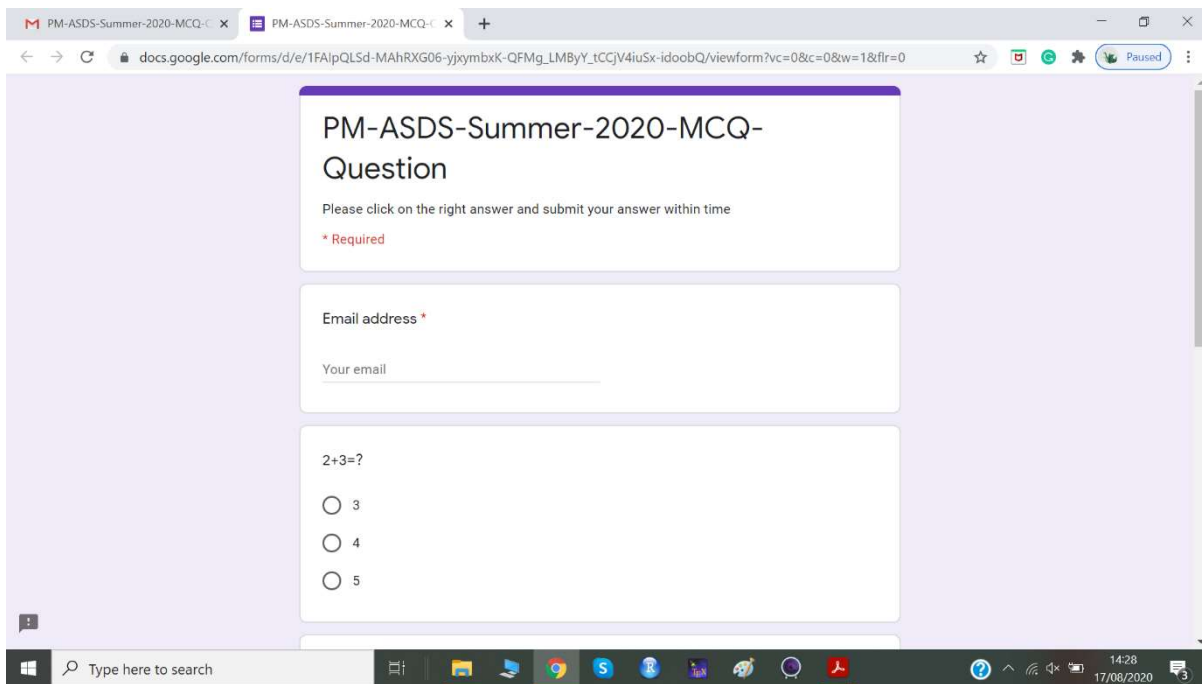 PM-ASDS-Summer-2020-MCQ-C
PM-ASDS-Summer-2020-MCQ-C
docs.google.com/forms/d/e/1FAIpQLSd-MAhRXG06-yjxymbxK-QFMg_LMByY_tCCjV4iuSx-idoobQ/viewform?vc=0&c=0&w=1&flr=0
Paused
PM-ASDS-Summer-2020-MCQ-
Question
Please click on the right answer and submit your answer within time
* Required
Email address *
Your email
2+3=?
3
4
5
Type here to search
14:28
17/08/2020